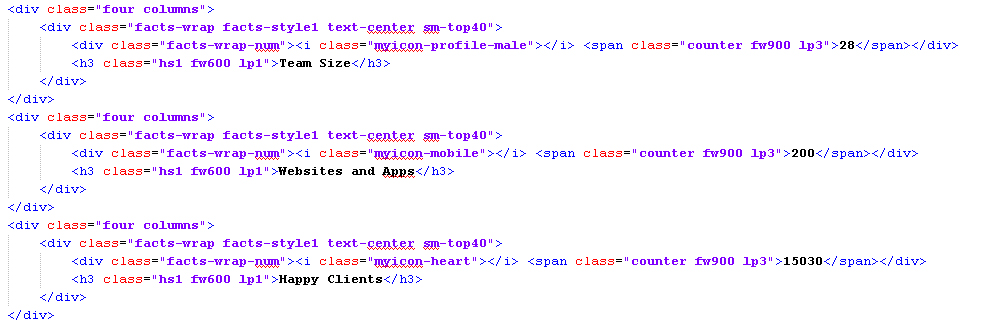 <div class="four columns">
<div class="facts-wrap facts-style1 text-center sm-top40">
<div class="facts-wrap-num"><i class="myicon-profile-male"></i> <span class="counter fw900 lp3">28</span></div>
<h3 class="hs1 fw600 lp1">Team Size</h3>
</div>
</div>
<div class="four columns">
<div class="facts-wrap facts-style1 text-center sm-top40">
<div class="facts-wrap-num"><i class="myicon-mobile"></i> <span class="counter fw900 lp3">200</span></div>
<h3 class="hs1 fw600 lp1">Websites and Apps</h3>
</div>
</div>
<div class="four columns">
<div class="facts-wrap facts-style1 text-center sm-top40">
<div class="facts-wrap-num"><i class="myicon-heart"></i> <span class="counter fw900 lp3">15030</span></div>
<h3 class="hs1 fw600 lp1">Happy Clients</h3>
</div>
</div>